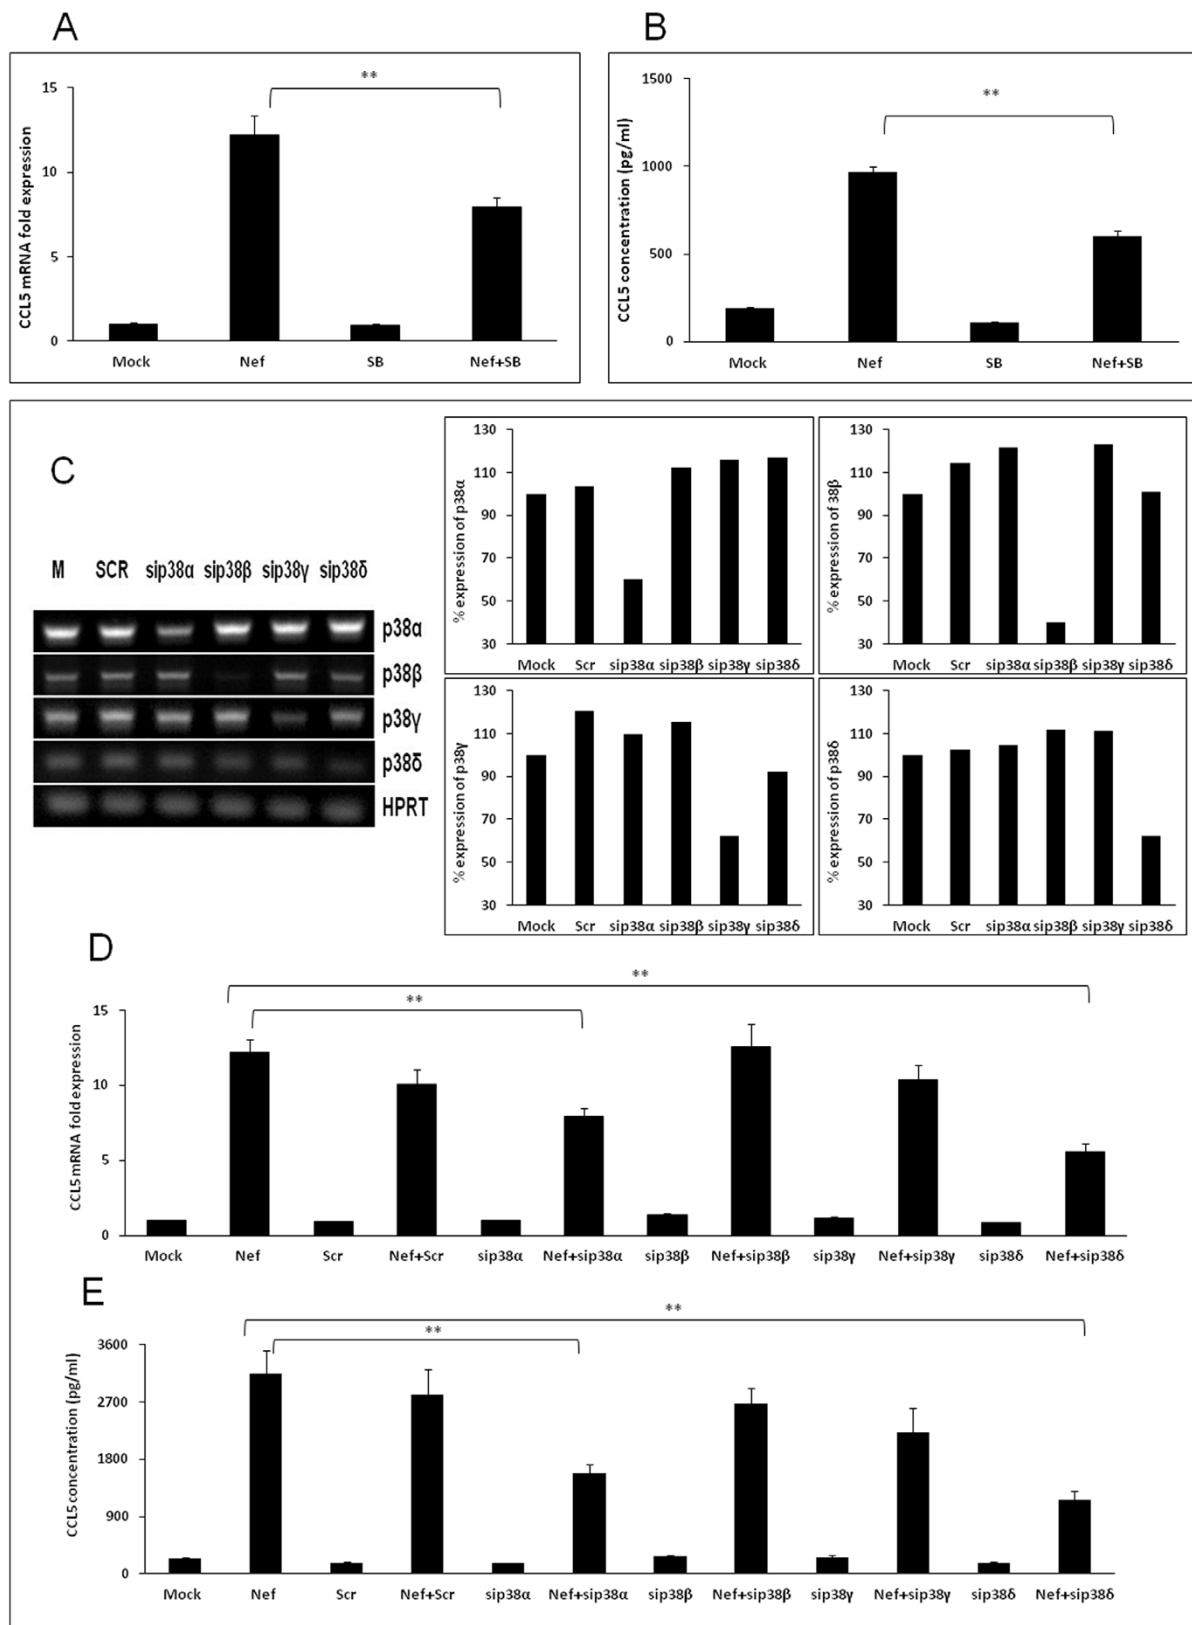 A
B
**
15
10
5
0
CCL5 mRNA fold expression
Mock Nef SB Nef+SB
**
1500
1000
500
0
CCL5 concentration (pg/ml)
Mock Nef SB Nef+SB
C
M SCR sip38α sip38β sip38γ sip38δ
p38α
p38β
p38γ
p38δ
HPRT
130
110
90
70
50
30
% expression of p38α
Mock Scr sip38α sip38β sip38γ sip38δ
130
110
90
70
50
30
% expression of 38β
Mock Scr sip38α sip38β sip38γ sip38δ
130
110
90
70
50
30
% expression of p38γ
Mock Scr sip38α sip38β sip38γ sip38δ
130
110
90
70
50
30
% expression of p38δ
Mock Scr sip38α sip38β sip38γ sip38δ
D
**
**
15
10
5
0
CCL5 mRNA fold expression
Mock Nef Scr Nef+Scr sip38α Nef+sip38α sip38β Nef+sip38β sip38γ Nef+sip38γ sip38δ Nef+sip38δ
E
**
**
3600
2700
1800
900
0
CCL5 concentration (pg/ml)
Mock Nef Scr Nef+Scr sip38α Nef+sip38α sip38β Nef+sip38β sip38γ Nef+sip38γ sip38δ Nef+sip38δ